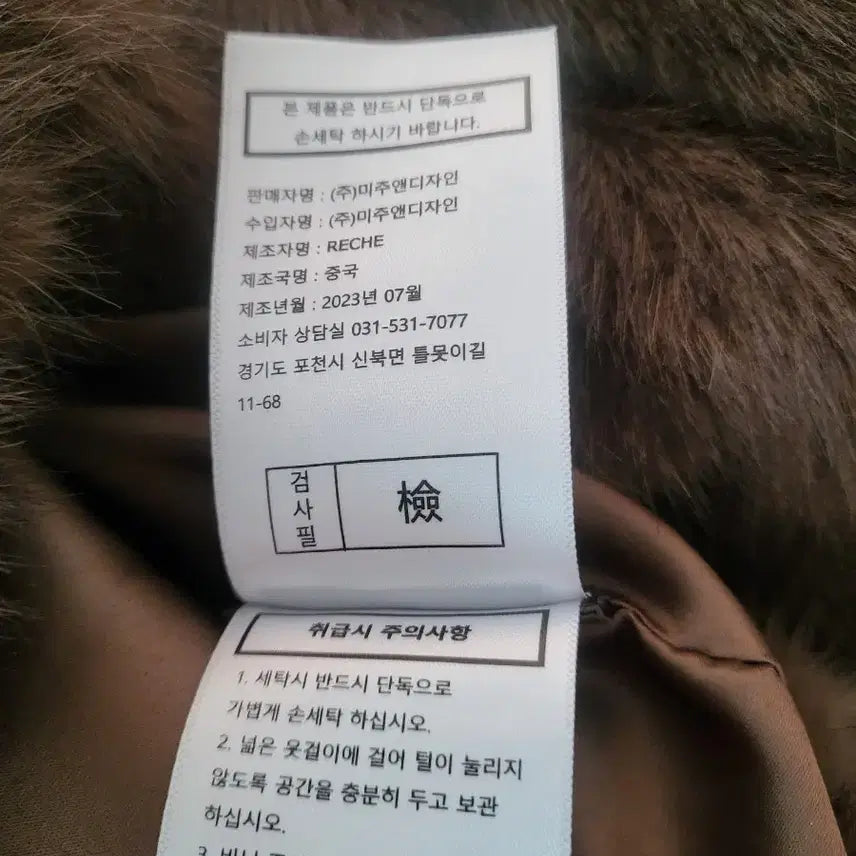 본 제품은 반드시 단독으로
손세탁 하시기 바랍니다.
판매자명 : (주)미주앤디자인
수입자명 : (주)미주앤디자인
제조자명 : RECHE
제조국명 : 중국
제조년월 : 2023년 07월
소비자 상담실 031-531-7077
경기도 포천시 신북면 틀못이길
11-68
검사필
檢
취급시 주의사항
1. 세탁시 반드시 단독으로
가볍게 손세탁 하십시오.
2. 넓은 옷걸이에 걸어 털이 눌리지
않도록 공간을 충분히 두고 보관
하십시오.
3.